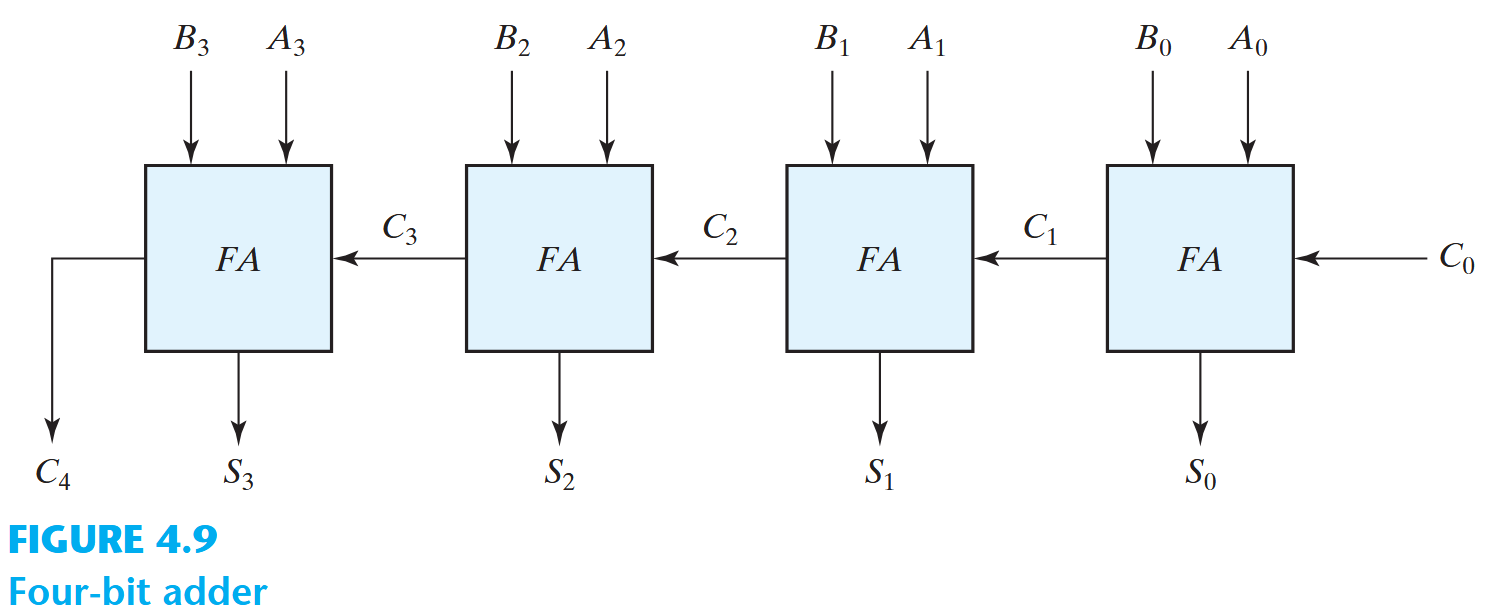 B₃ A₃ B₂ A₂ B₁ A₁ B₀ A₀
C₃ C₂ C₁
FA FA FA FA C₀
C₄ S₃ S₂ S₁ S₀
FIGURE 4.9
Four-bit adder